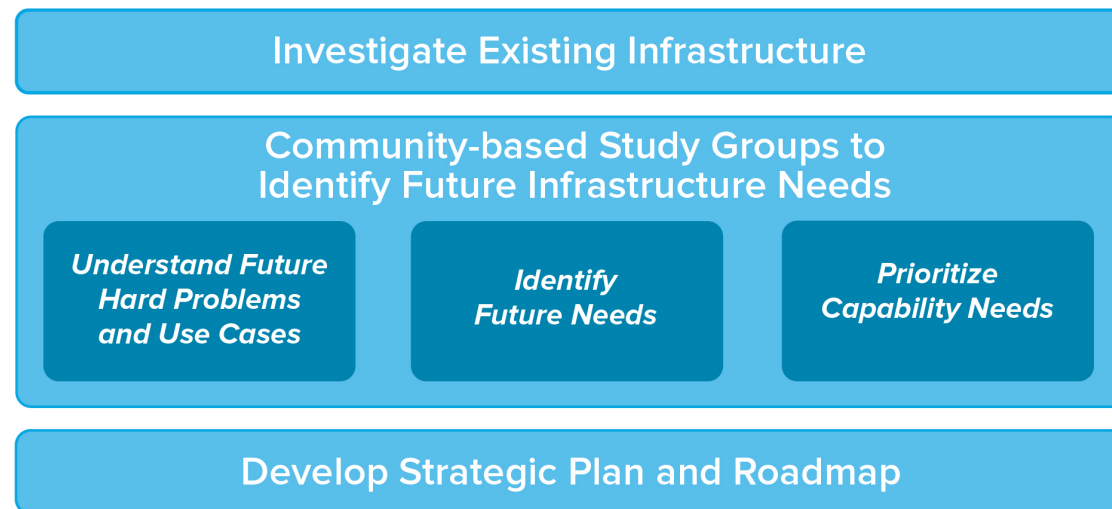 Investigate Existing Infrastructure
Community-based Study Groups to
Identify Future Infrastructure Needs
Understand Future
Hard Problems
and Use Cases
Identify
Future Needs
Prioritize
Capability Needs
Develop Strategic Plan and Roadmap